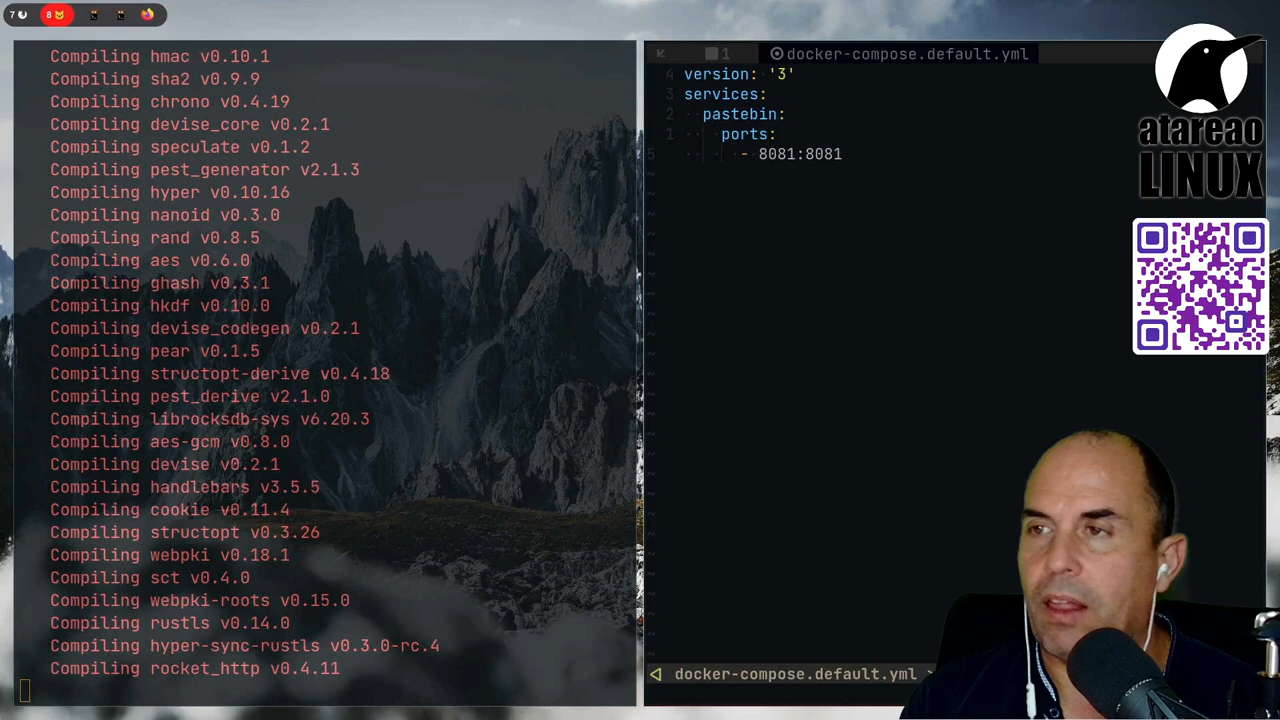 7
8
Compiling hmac v0.10.1
Compiling sha2 v0.9.9
Compiling chrono v0.4.19
Compiling devise_core v0.2.1
Compiling speculate v0.1.2
Compiling pest_generator v2.1.3
Compiling hyper v0.10.16
Compiling nanoid v0.3.0
Compiling rand v0.8.5
Compiling aes v0.6.0
Compiling ghash v0.3.1
Compiling hkdf v0.10.0
Compiling devise_codegen v0.2.1
Compiling pear v0.1.5
Compiling structopt-derive v0.4.18
Compiling pest_derive v2.1.0
Compiling librocksdb-sys v6.20.3
Compiling aes-gcm v0.8.0
Compiling devise v0.2.1
Compiling handlebars v3.5.5
Compiling cookie v0.11.4
Compiling structopt v0.3.26
Compiling webpki v0.18.1
Compiling sct v0.4.0
Compiling webpki-roots v0.15.0
Compiling rustls v0.14.0
Compiling hyper-sync-rustls v0.3.0-rc.4
Compiling rocket_http v0.4.11
1 docker-compose.default.yml
4 version: '3'
3 services:
2 pastebin:
1 ports:
5 - 8081:8081
docker-compose.default.yml
atareao
LINUX